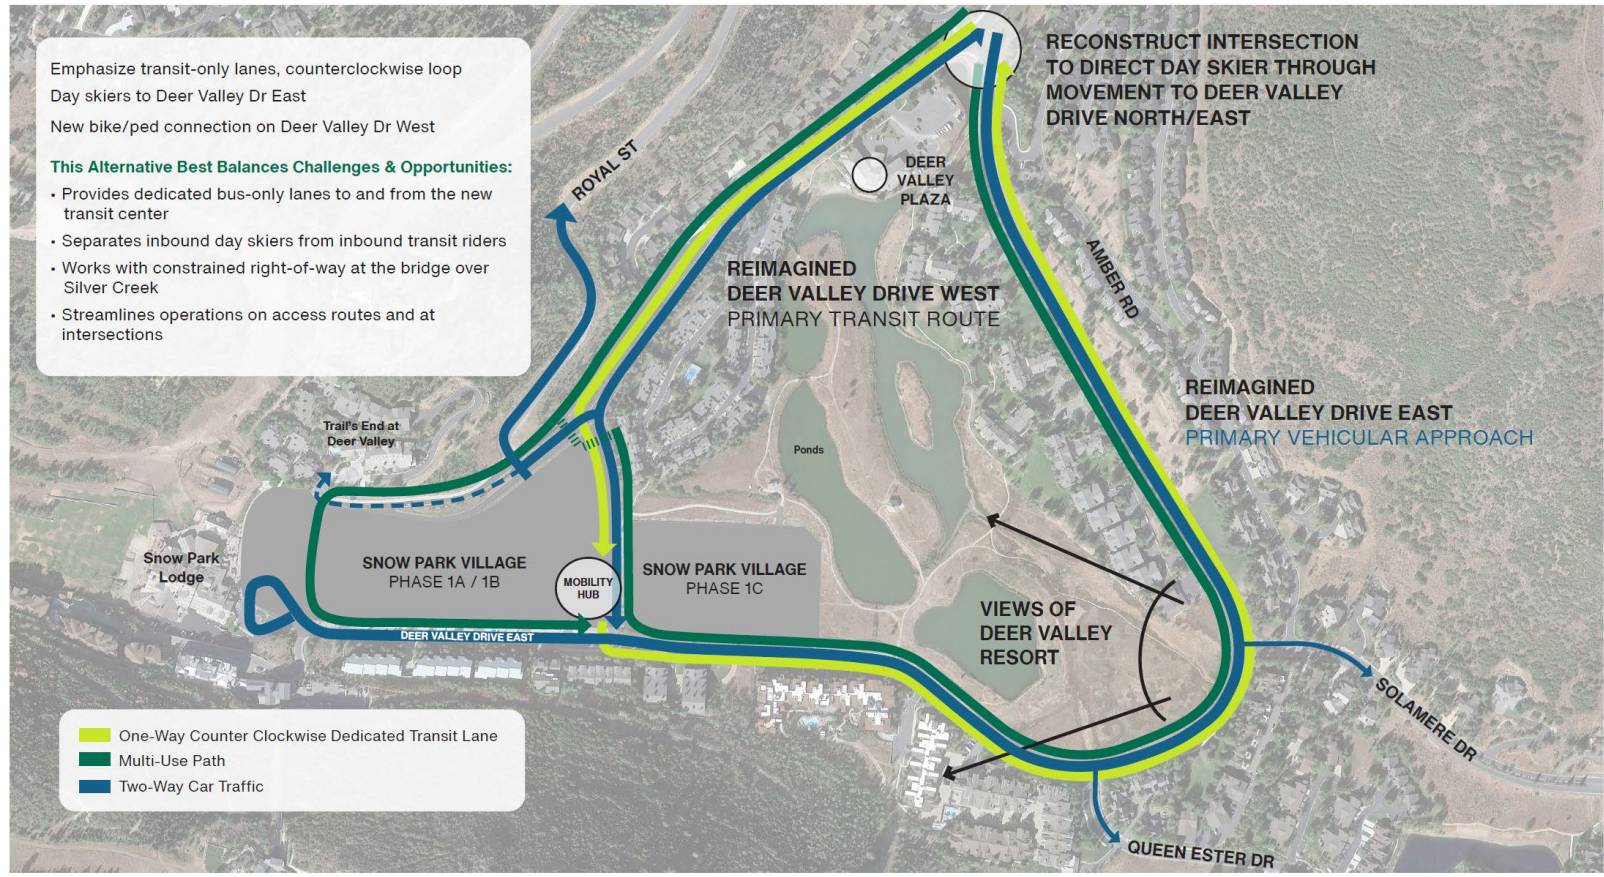 Emphasize transit-only lanes, counterclockwise loop
Day skiers to Deer Valley Dr East
New bike/ped connection on Deer Valley Dr West
This Alternative Best Balances Challenges & Opportunities:
· Provides dedicated bus-only lanes to and from the new
transit center
· Separates inbound day skiers from inbound transit riders
· Works with constrained right-of-way at the bridge over
Silver Creek
· Streamlines operations on access routes and at
intersections
RECONSTRUCT INTERSECTION
TO DIRECT DAY SKIER THROUGH
MOVEMENT TO DEER VALLEY
DRIVE NORTH/EAST
ROYAL ST
DEER
VALLEY
PLAZA
AMBER RD
REIMAGINED
DEER VALLEY DRIVE WEST
PRIMARY TRANSIT ROUTE
REIMAGINED
DEER VALLEY DRIVE EAST
PRIMARY VEHICULAR APPROACH
Trail's End at
Deer Valley
Ponds
Snow Park
Lodge
SNOW PARK VILLAGE
PHASE 1A / 1B
MOBILITY
HUB
SNOW PARK VILLAGE
PHASE 1C
VIEWS OF
DEER VALLEY
RESORT
DEER VALLEY DRIVE EAST
SOLAMERE DR
QUEEN ESTER DR
One-Way Counter Clockwise Dedicated Transit Lane
Multi-Use Path
Two-Way Car Traffic